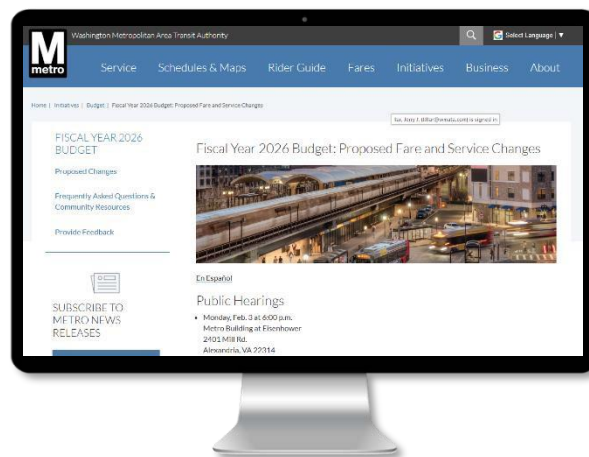 Washington Metropolitan Area Transit Authority
Select Language | ▼
M
metro
Service Schedules & Maps Rider Guide Fares Initiatives Business About
Home | Initiatives | Budget | Fiscal Year 2026 Budget: Proposed Fare and Service Changes
is signed in
FISCAL YEAR 2026
BUDGET
Proposed Changes
Frequently Asked Questions &
Community Resources
Provide Feedback
SUBSCRIBE TO
METRO NEWS
RELEASES
Fiscal Year 2026 Budget: Proposed Fare and Service Changes
En Español
Public Hearings
• Monday, Feb. 3 at 6:00 p.m.
Metro Building at Eisenhower
2401 Mill Rd.
Alexandria, VA 22314